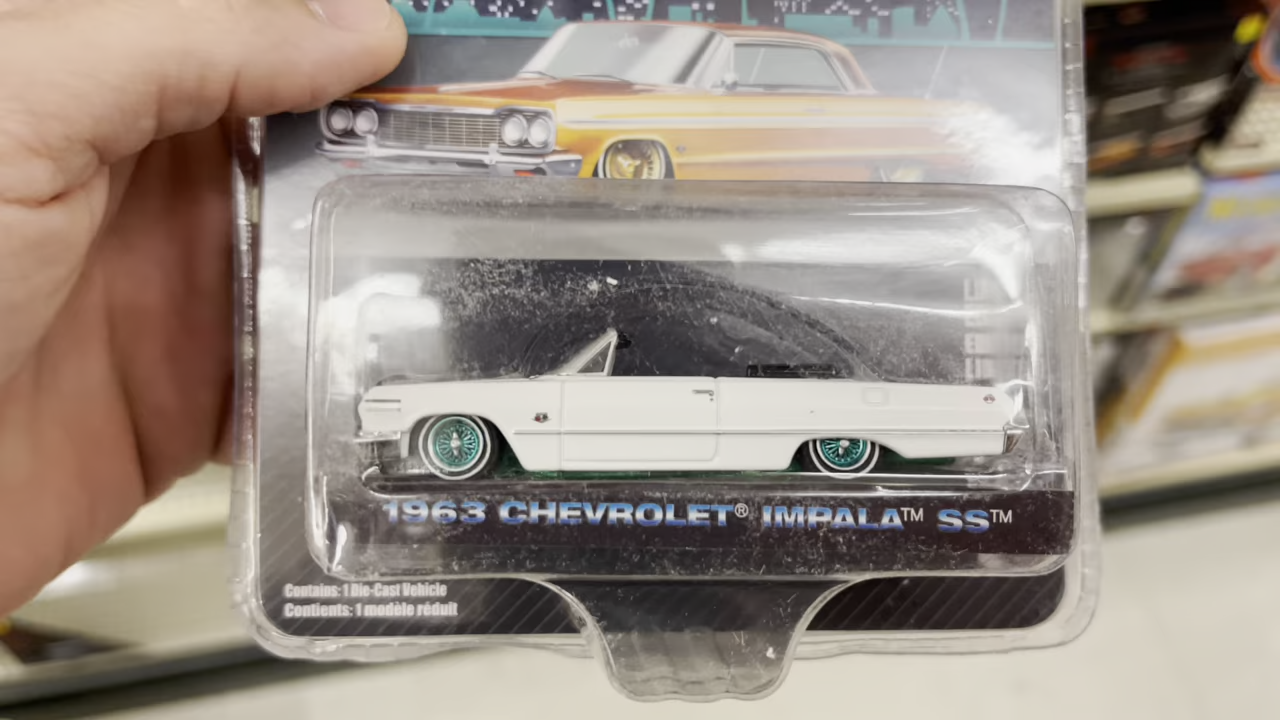 1963 CHEVROLET® IMPALA™ SS™
Contains: 1 Die-Cast Vehicle
Contients: 1 modèle réduit